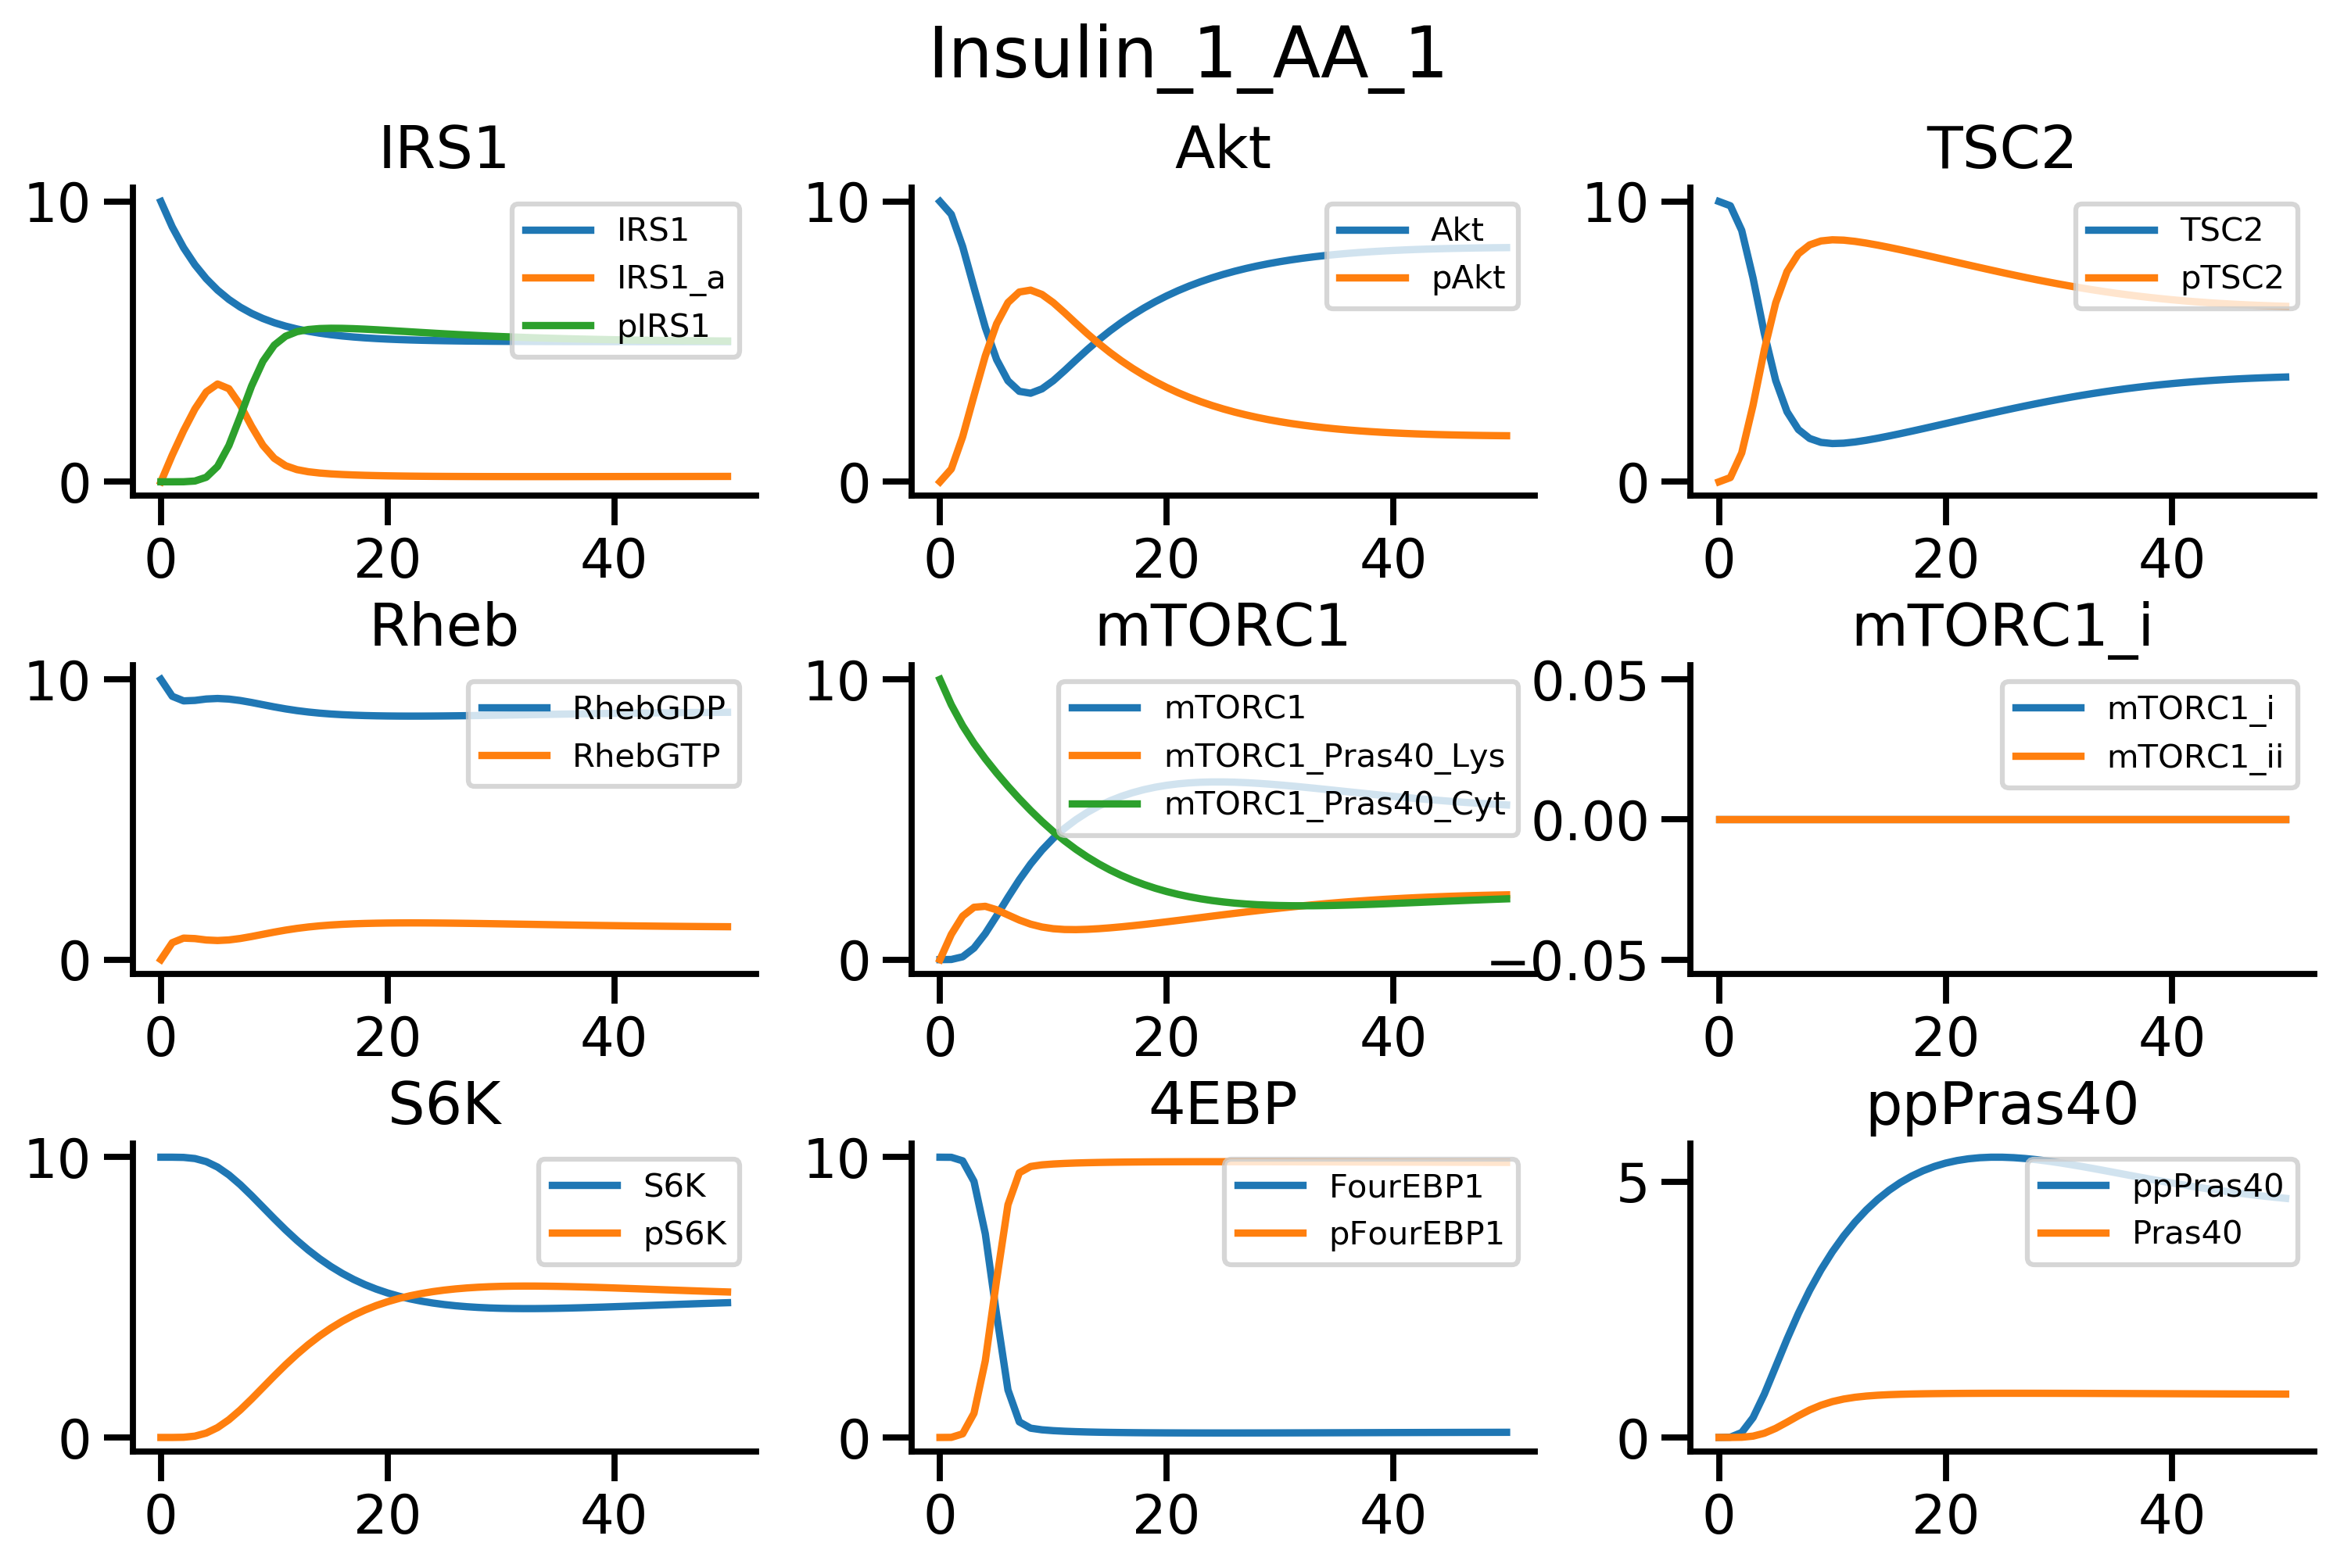 Insulin_1_AA_1
IRS1
10
0
0 20 40
IRS1
IRS1_a
pIRS1
Akt
10
0
0 20 40
Akt
pAkt
TSC2
10
0
0 20 40
TSC2
pTSC2
Rheb
10
0
0 20 40
RhebGDP
RhebGTP
mTORC1
10
0
0 20 40
mTORC1
mTORC1_Pras40_Lys
mTORC1_Pras40_Cyt
mTORC1_i
0.05
0.00
−0.05
0 20 40
mTORC1_i
mTORC1_ii
S6K
10
0
0 20 40
S6K
pS6K
4EBP
10
0
0 20 40
FourEBP1
pFourEBP1
ppPras40
5
0
0 20 40
ppPras40
Pras40